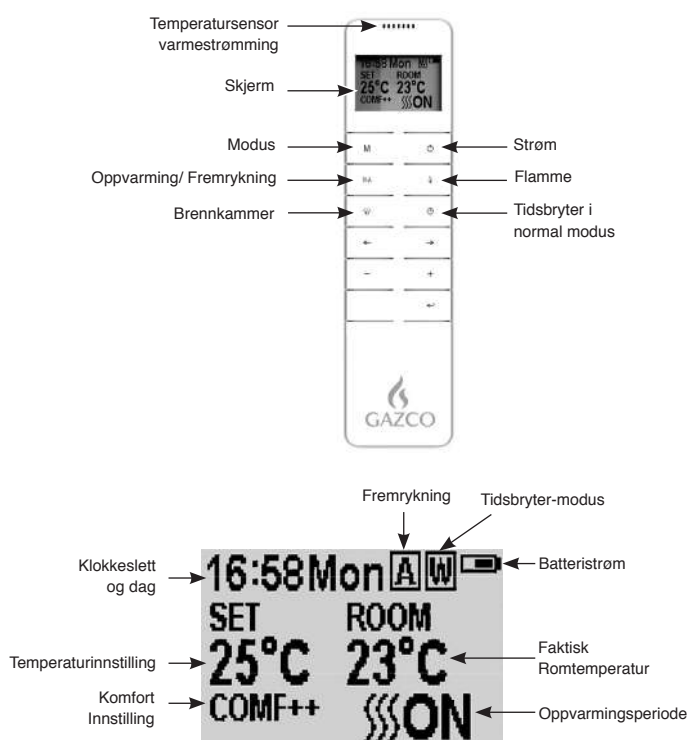 Temperatursensor
varmestrømming
Skjerm
16:58 Mon
SET ROOM
25°C 23°C
COMF++ ON
Modus
M
Strøm
Oppvarming/ Fremrykning
Flamme
Brennkammer
Tidsbryter i
normal modus
GAZCO
Fremrykning
Tidsbryter-modus
Klokkeslett
og dag
16:58Mon A W
Batteristrøm
SET ROOM
25°C 23°C
Temperaturinnstilling
Faktisk
Romtemperatur
Komfort
Innstilling
COMF++ ON
Oppvarmingsperiode